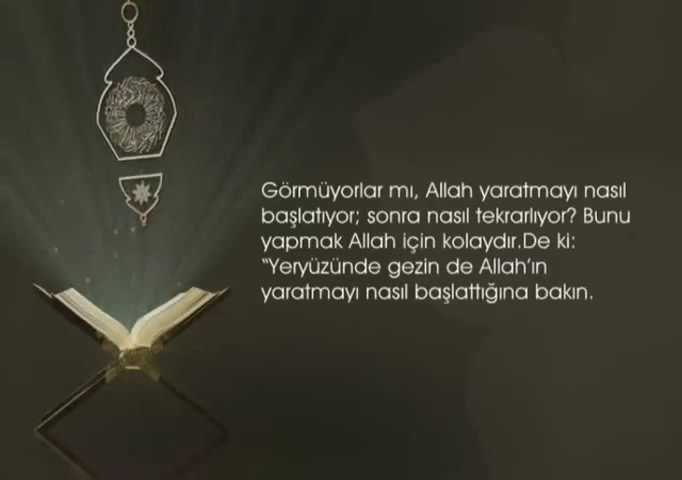 Görmüyorlar mı, Allah yaratmayı nasıl
başlatıyor; sonra nasıl tekrarlıyor? Bunu
yapmak Allah için kolaydır.De ki:
“Yeryüzünde gezin de Allah’ın
yaratmayı nasıl başlattığına bakın.